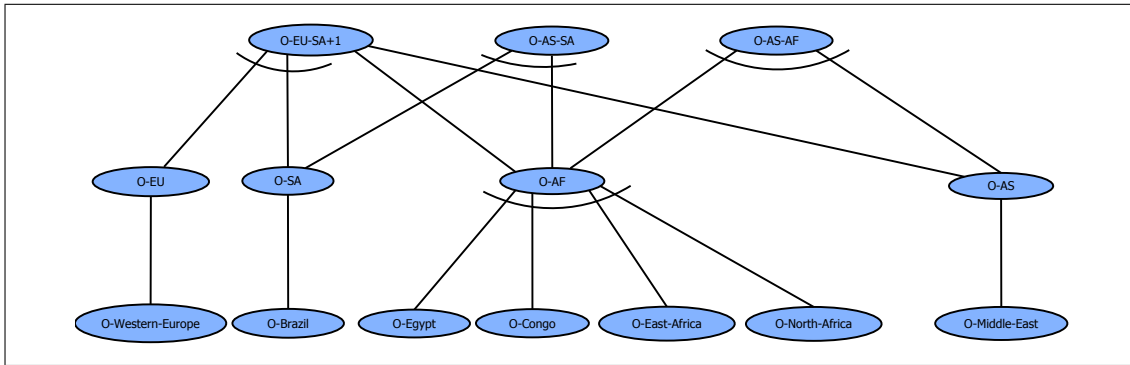 O-EU-SA+1
O-AS-SA
O-AS-AF
O-EU
O-SA
O-AF
O-AS
O-Western-Europe
O-Brazil
O-Egypt
O-Congo
O-East-Africa
O-North-Africa
O-Middle-East